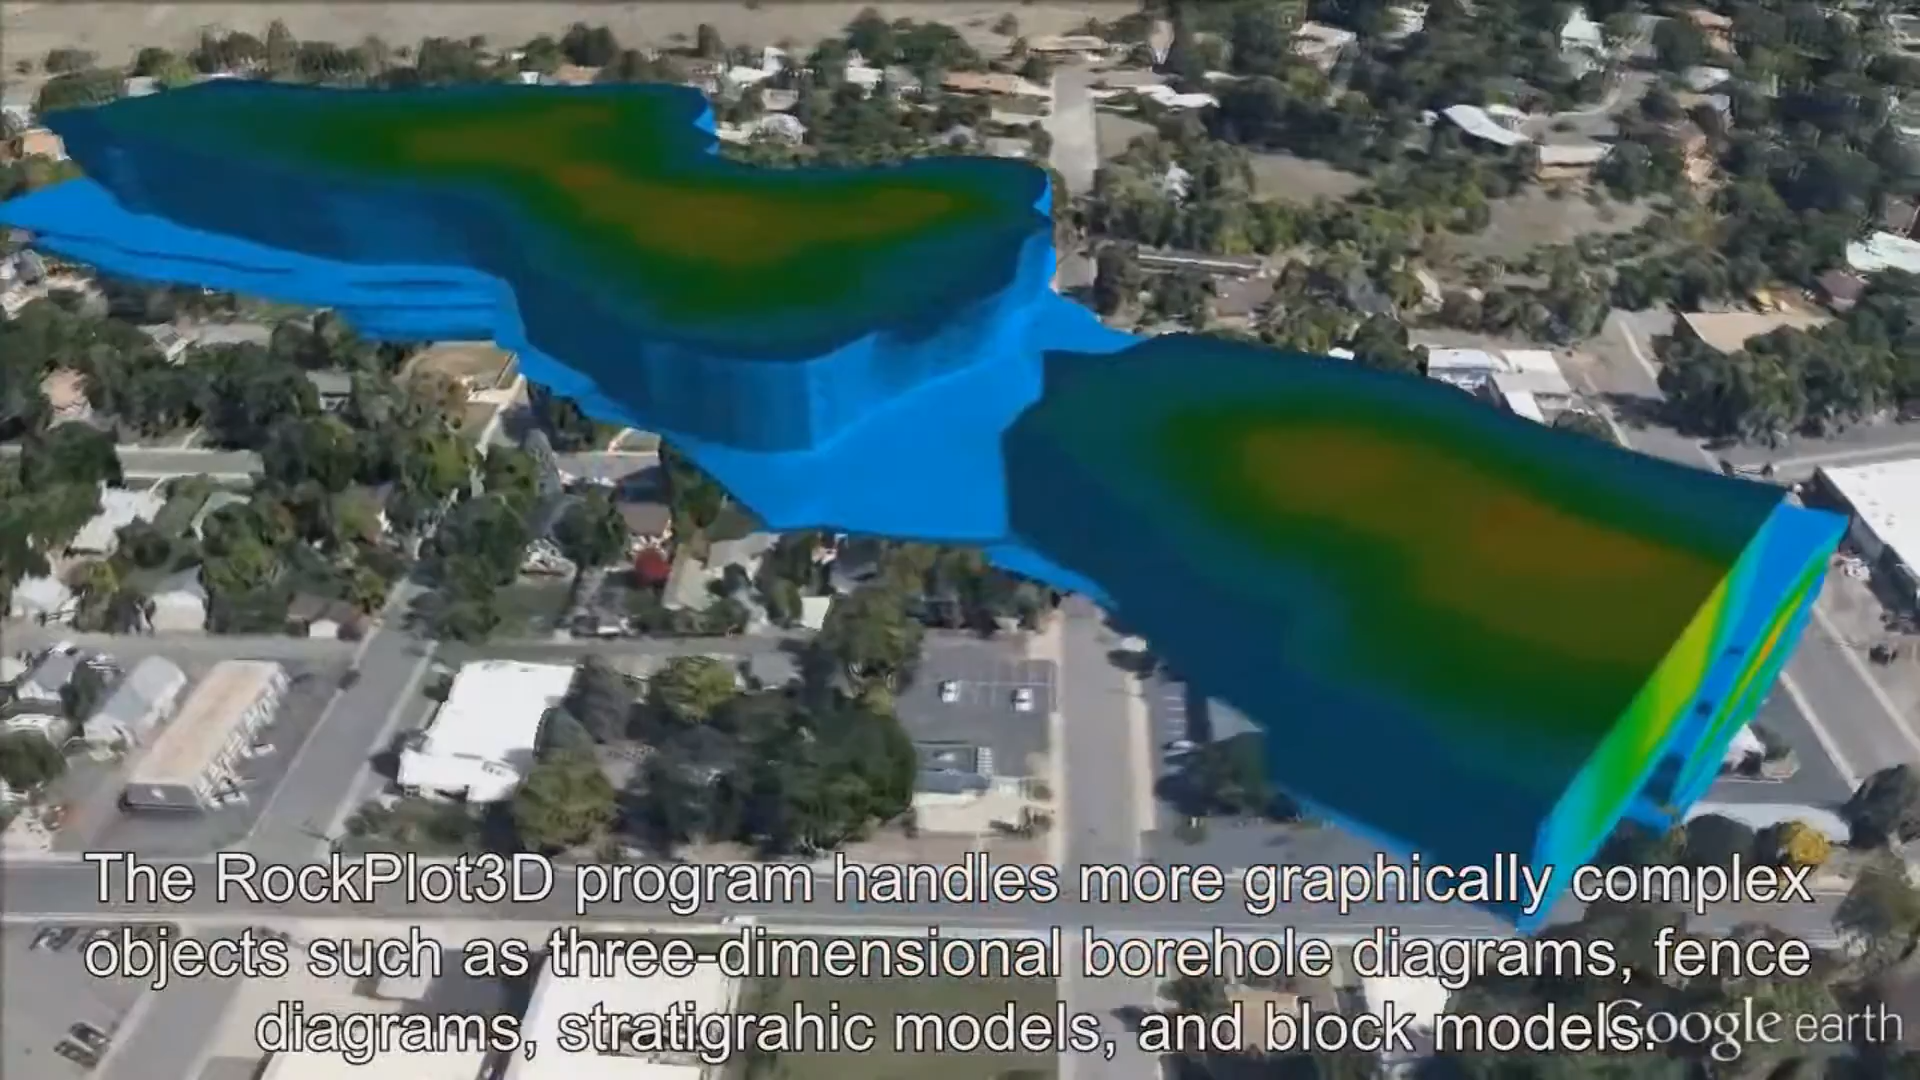 The RockPlot3D program handles more graphically complex
objects such as three-dimensional borehole diagrams, fence
diagrams, stratigrahic models, and block models.
Google earth